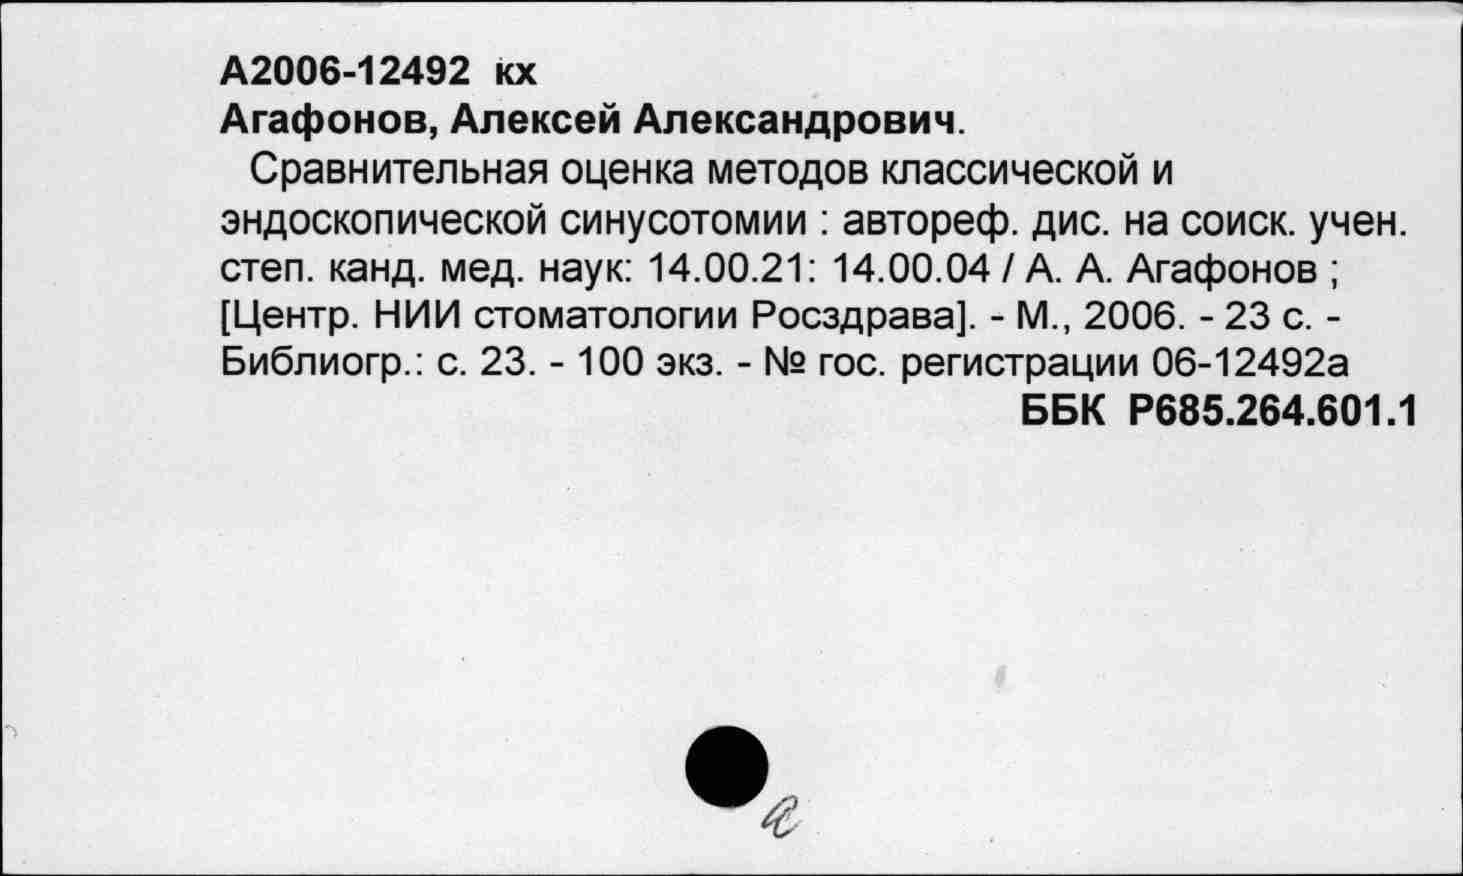 А2006-12492 кх
Агафонов, Алексей Александрович.
Сравнительная оценка методов классической и
эндоскопической синусотомии : автореф. дис. на соиск. учен.
степ. канд. мед. наук: 14.00.21: 14.00.04 / А. А. Агафонов ;
[Центр. НИИ стоматологии Росздрава]. - М., 2006. - 23 с. -
Библиогр.: с. 23. - 100 экз. - № гос. регистрации 06-12492а
ББК Р685.264.601.1